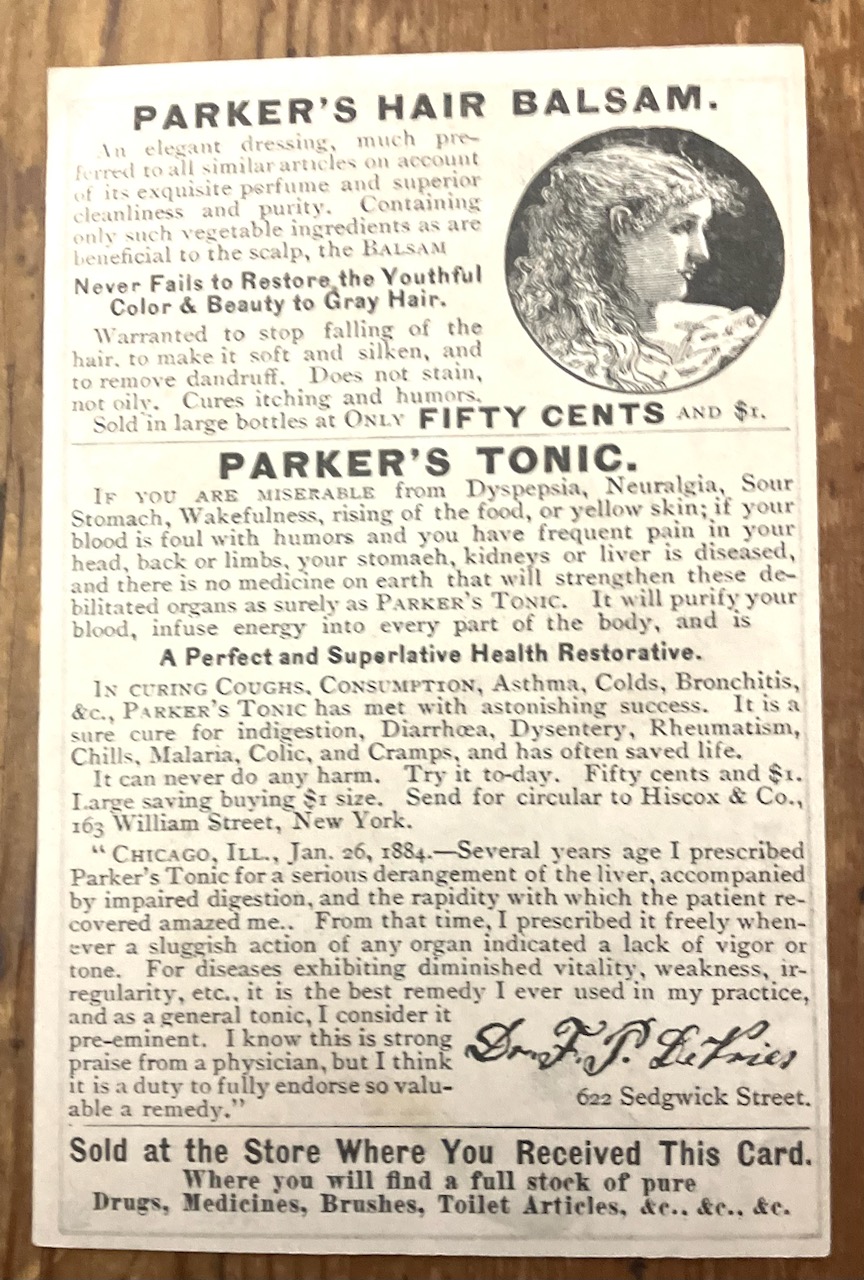 PARKER'S HAIR BALSAM.
An elegant dressing, much pre-
ferred to all similar articles on account
of its exquisite perfume and superior
cleanliness and purity. Containing
only such vegetable ingredients as are
beneficial to the scalp, the BALSAM
Never Fails to Restore the Youthful
Color & Beauty to Gray Hair.
Warranted to stop falling of the
hair, to make it soft and silken, and
to remove dandruff. Does not stain,
not oily. Cures itching and humors.
Sold in large bottles at ONLY FIFTY CENTS AND $1.
PARKER'S TONIC.
IF YOU ARE MISERABLE from Dyspepsia, Neuralgia, Sour
Stomach, Wakefulness, rising of the food, or yellow skin; if your
blood is foul with humors and you have frequent pain in your
head, back or limbs, your stomach, kidneys or liver is diseased,
and there is no medicine on earth that will strengthen these de-
bilitated organs as surely as PARKER'S TONIC. It will purify your
blood, infuse energy into every part of the body, and is
A Perfect and Superlative Health Restorative.
IN CURING COUGHS, CONSUMPTION, Asthma, Colds, Bronchitis,
&c., PARKER'S TONIC has met with astonishing success. It is a
sure cure for indigestion, Diarrhœa, Dysentery, Rheumatism,
Chills, Malaria, Colic, and Cramps, and has often saved life.
It can never do any harm. Try it to-day. Fifty cents and $1.
Large saving buying $1 size. Send for circular to Hiscox & Co.,
163 William Street, New York.
"CHICAGO, ILL., Jan. 26, 1884.—Several years age I prescribed
Parker's Tonic for a serious derangement of the liver, accompanied
by impaired digestion, and the rapidity with which the patient re-
covered amazed me.. From that time, I prescribed it freely when-
ever a sluggish action of any organ indicated a lack of vigor or
tone. For diseases exhibiting diminished vitality, weakness, ir-
regularity, etc., it is the best remedy I ever used in my practice,
and as a general tonic, I consider it
pre-eminent. I know this is strong
praise from a physician, but I think
it is a duty to fully endorse so valu-
able a remedy."
Dr. F. P. DeVries
622 Sedgwick Street.
Sold at the Store Where You Received This Card.
Where you will find a full stock of pure
Drugs, Medicines, Brushes, Toilet Articles, &c., &c., &c.